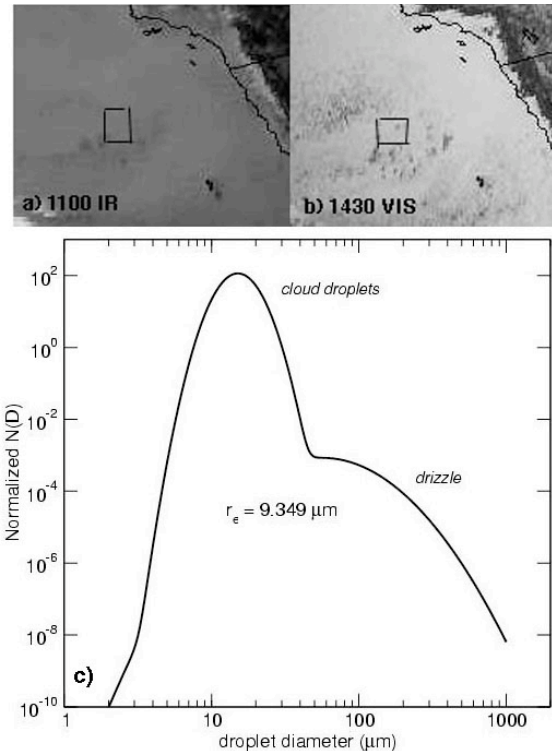 a) 1100 IR
b) 1430 VIS
10^2
10^0
10^-2
10^-4
10^-6
10^-8
10^-10
Normalized N(D)
cloud droplets
drizzle
r_e = 9.349 μm
c)
1
10
100
1000
droplet diameter (μm)